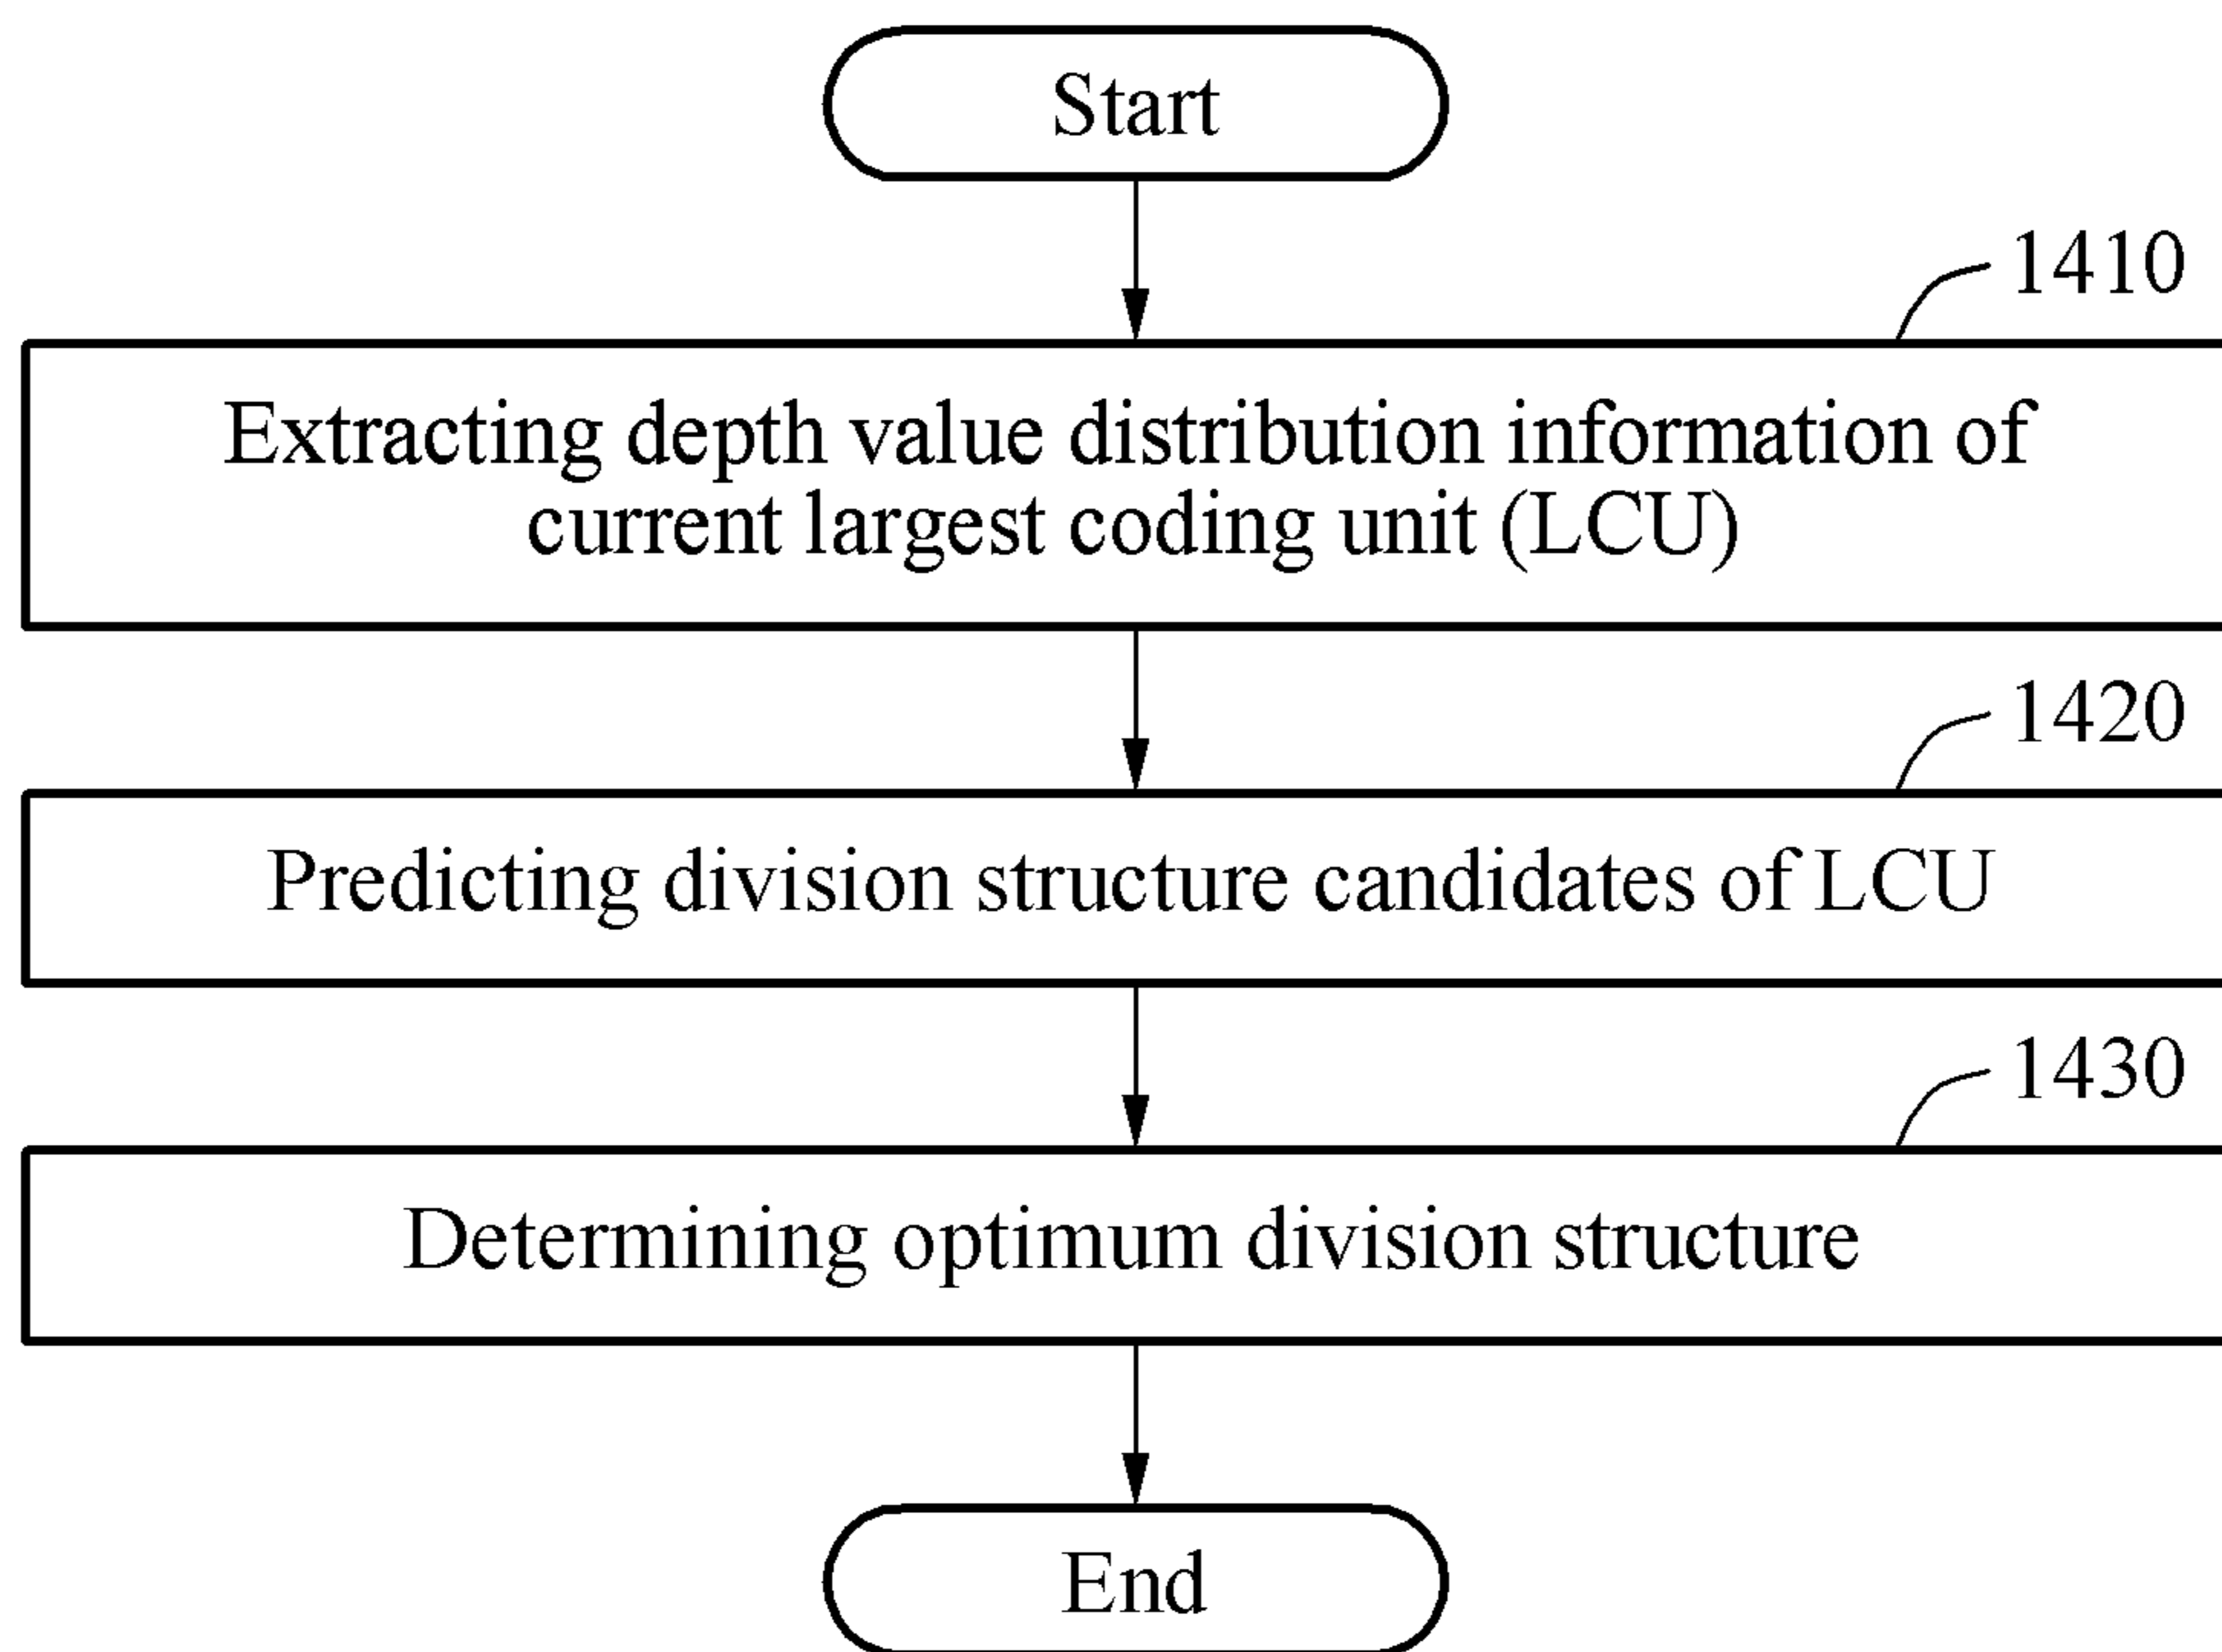 Start
1410
Extracting depth value distribution information of
current largest coding unit (LCU)
1420
Predicting division structure candidates of LCU
1430
Determining optimum division structure
End